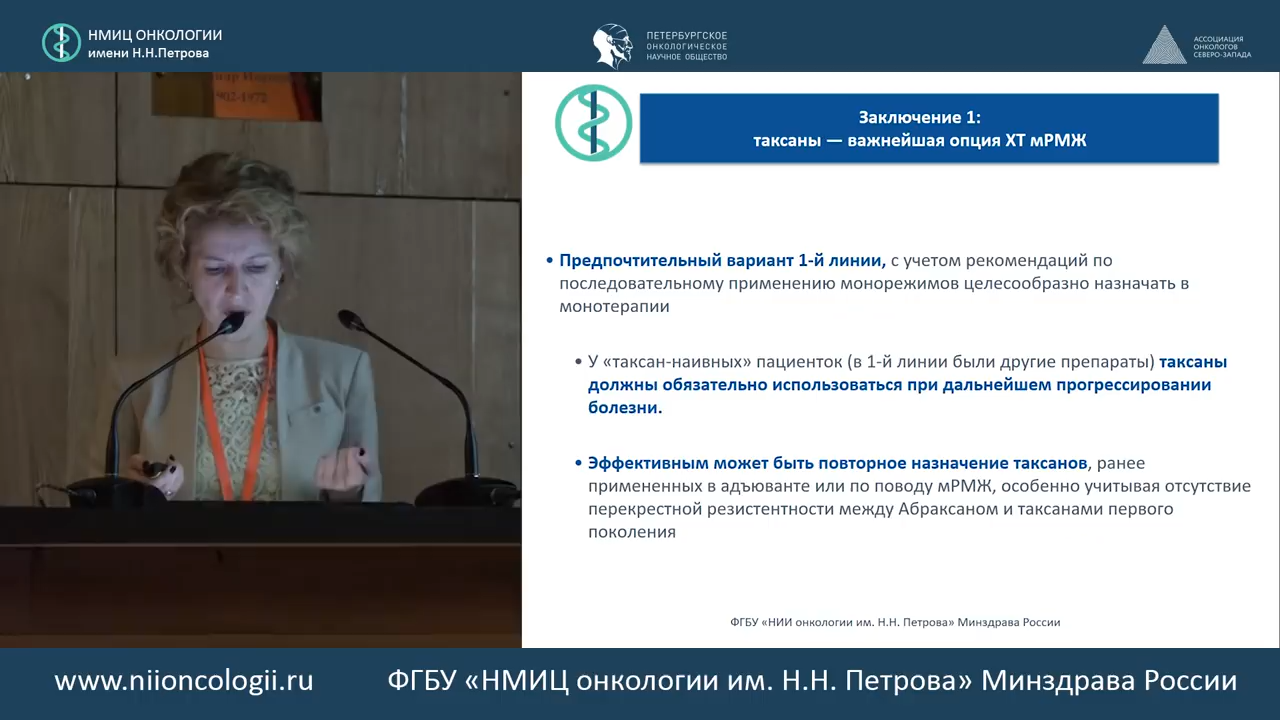 НМИЦ ОНКОЛОГИИ
имени Н.Н.Петрова
ПЕТЕРБУРГСКОЕ
ОНКОЛОГИЧЕСКОЕ
НАУЧНОЕ ОБЩЕСТВО
АССОЦИАЦИЯ
ОНКОЛОГОВ
СЕВЕРО-ЗАПАДА
1902-1972
Заключение 1:
таксаны — важнейшая опция ХТ мРМЖ
• Предпочтительный вариант 1-й линии, с учетом рекомендаций по
последовательному применению монорежимов целесообразно назначать в
монотерапии
• У «таксан-наивных» пациенток (в 1-й линии были другие препараты) таксаны
должны обязательно использоваться при дальнейшем прогрессировании
болезни.
• Эффективным может быть повторное назначение таксанов, ранее
примененных в адъюванте или по поводу мРМЖ, особенно учитывая отсутствие
перекрестной резистентности между Абраксаном и таксанами первого
поколения
ФГБУ «НИИ онкологии им. Н.Н. Петрова» Минздрава России
www.niioncologii.ru
ФГБУ «НМИЦ онкологии им. Н.Н. Петрова» Минздрава России